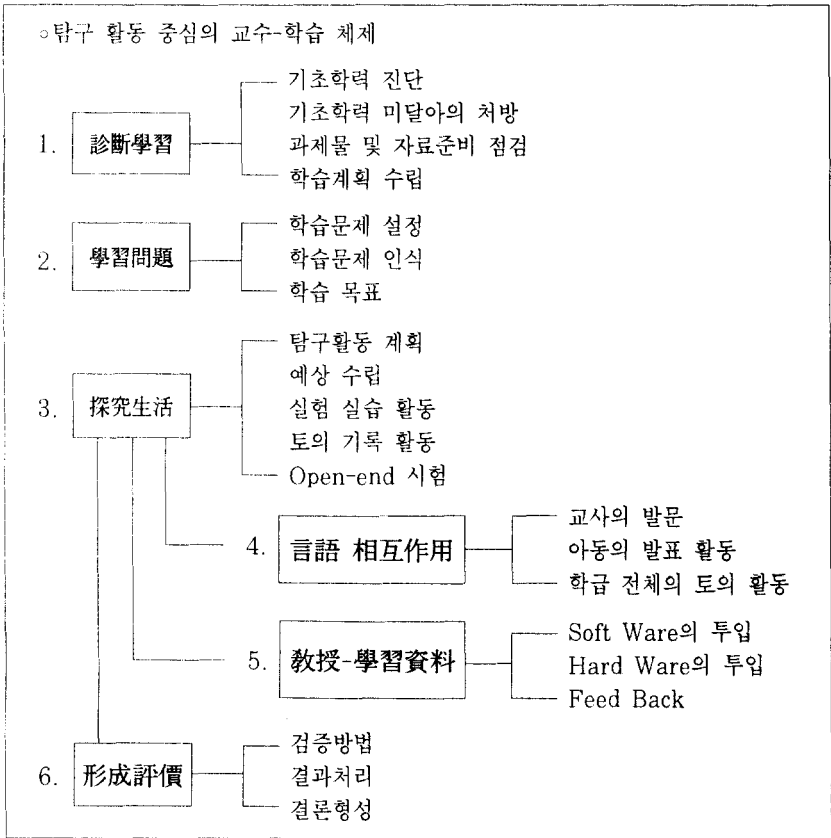 ○탐구 활동 중심의 교수-학습 체제
1. 診斷學習
기초학력 진단
기초학력 미달아의 처방
과제물 및 자료준비 점검
학습계획 수립
2. 學習問題
학습문제 설정
학습문제 인식
학습 목표
3. 探究生活
탐구활동 계획
예상 수립
실험 실습 활동
토의 기록 활동
Open-end 시험
4. 言語 相互作用
교사의 발문
아동의 발표 활동
학급 전체의 토의 활동
5. 敎授-學習資料
Soft Ware의 투입
Hard Ware의 투입
Feed Back
6. 形成評價
검증방법
결과처리
결론형성